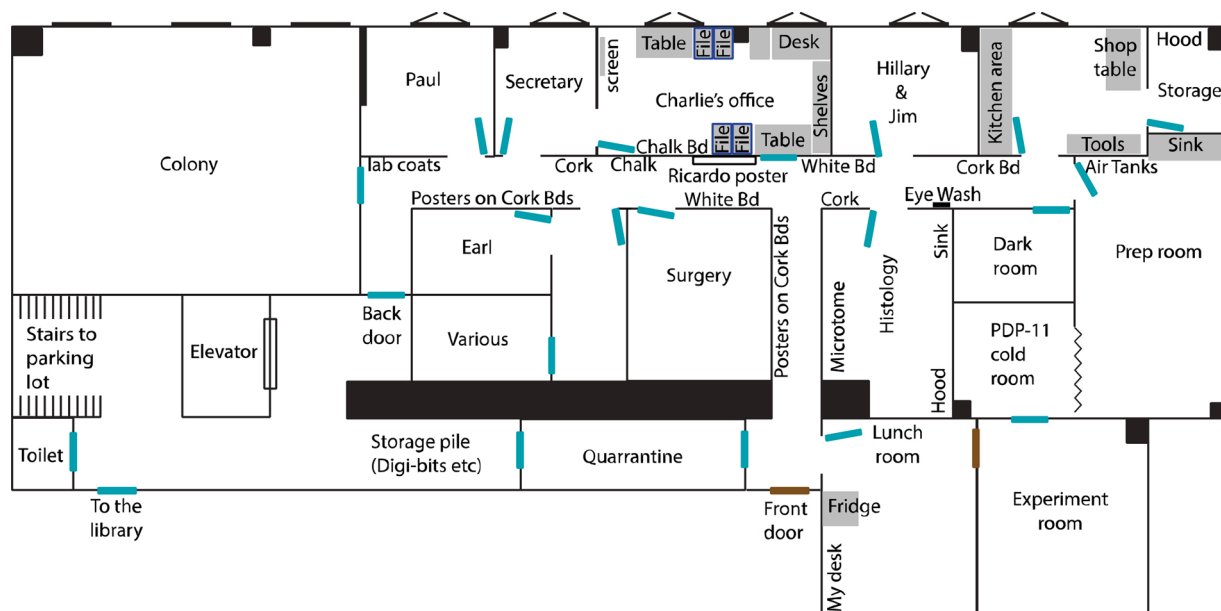 Colony
Paul
Secretary
screen
Table
File
File
Desk
Charlie's office
Shelves
Chalk Bd
File
File
Table
Hillary
&
Jim
Kitchen area
Shop
table
Hood
Storage
Tools
Sink
lab coats
Cork
Chalk
Ricardo poster
White Bd
Cork Bd
Air Tanks
Posters on Cork Bds
White Bd
Cork
Eye Wash
Earl
Surgery
Posters on Cork Bds
Microtome
Histology
Sink
Hood
Dark
room
Prep room
Back
door
Various
PDP-11
cold
room
Stairs to
parking
lot
Elevator
Toilet
Storage pile
(Digi-bits etc)
Quarrantine
Lunch
room
To the
library
Front
door
Fridge
My desk
Experiment
room